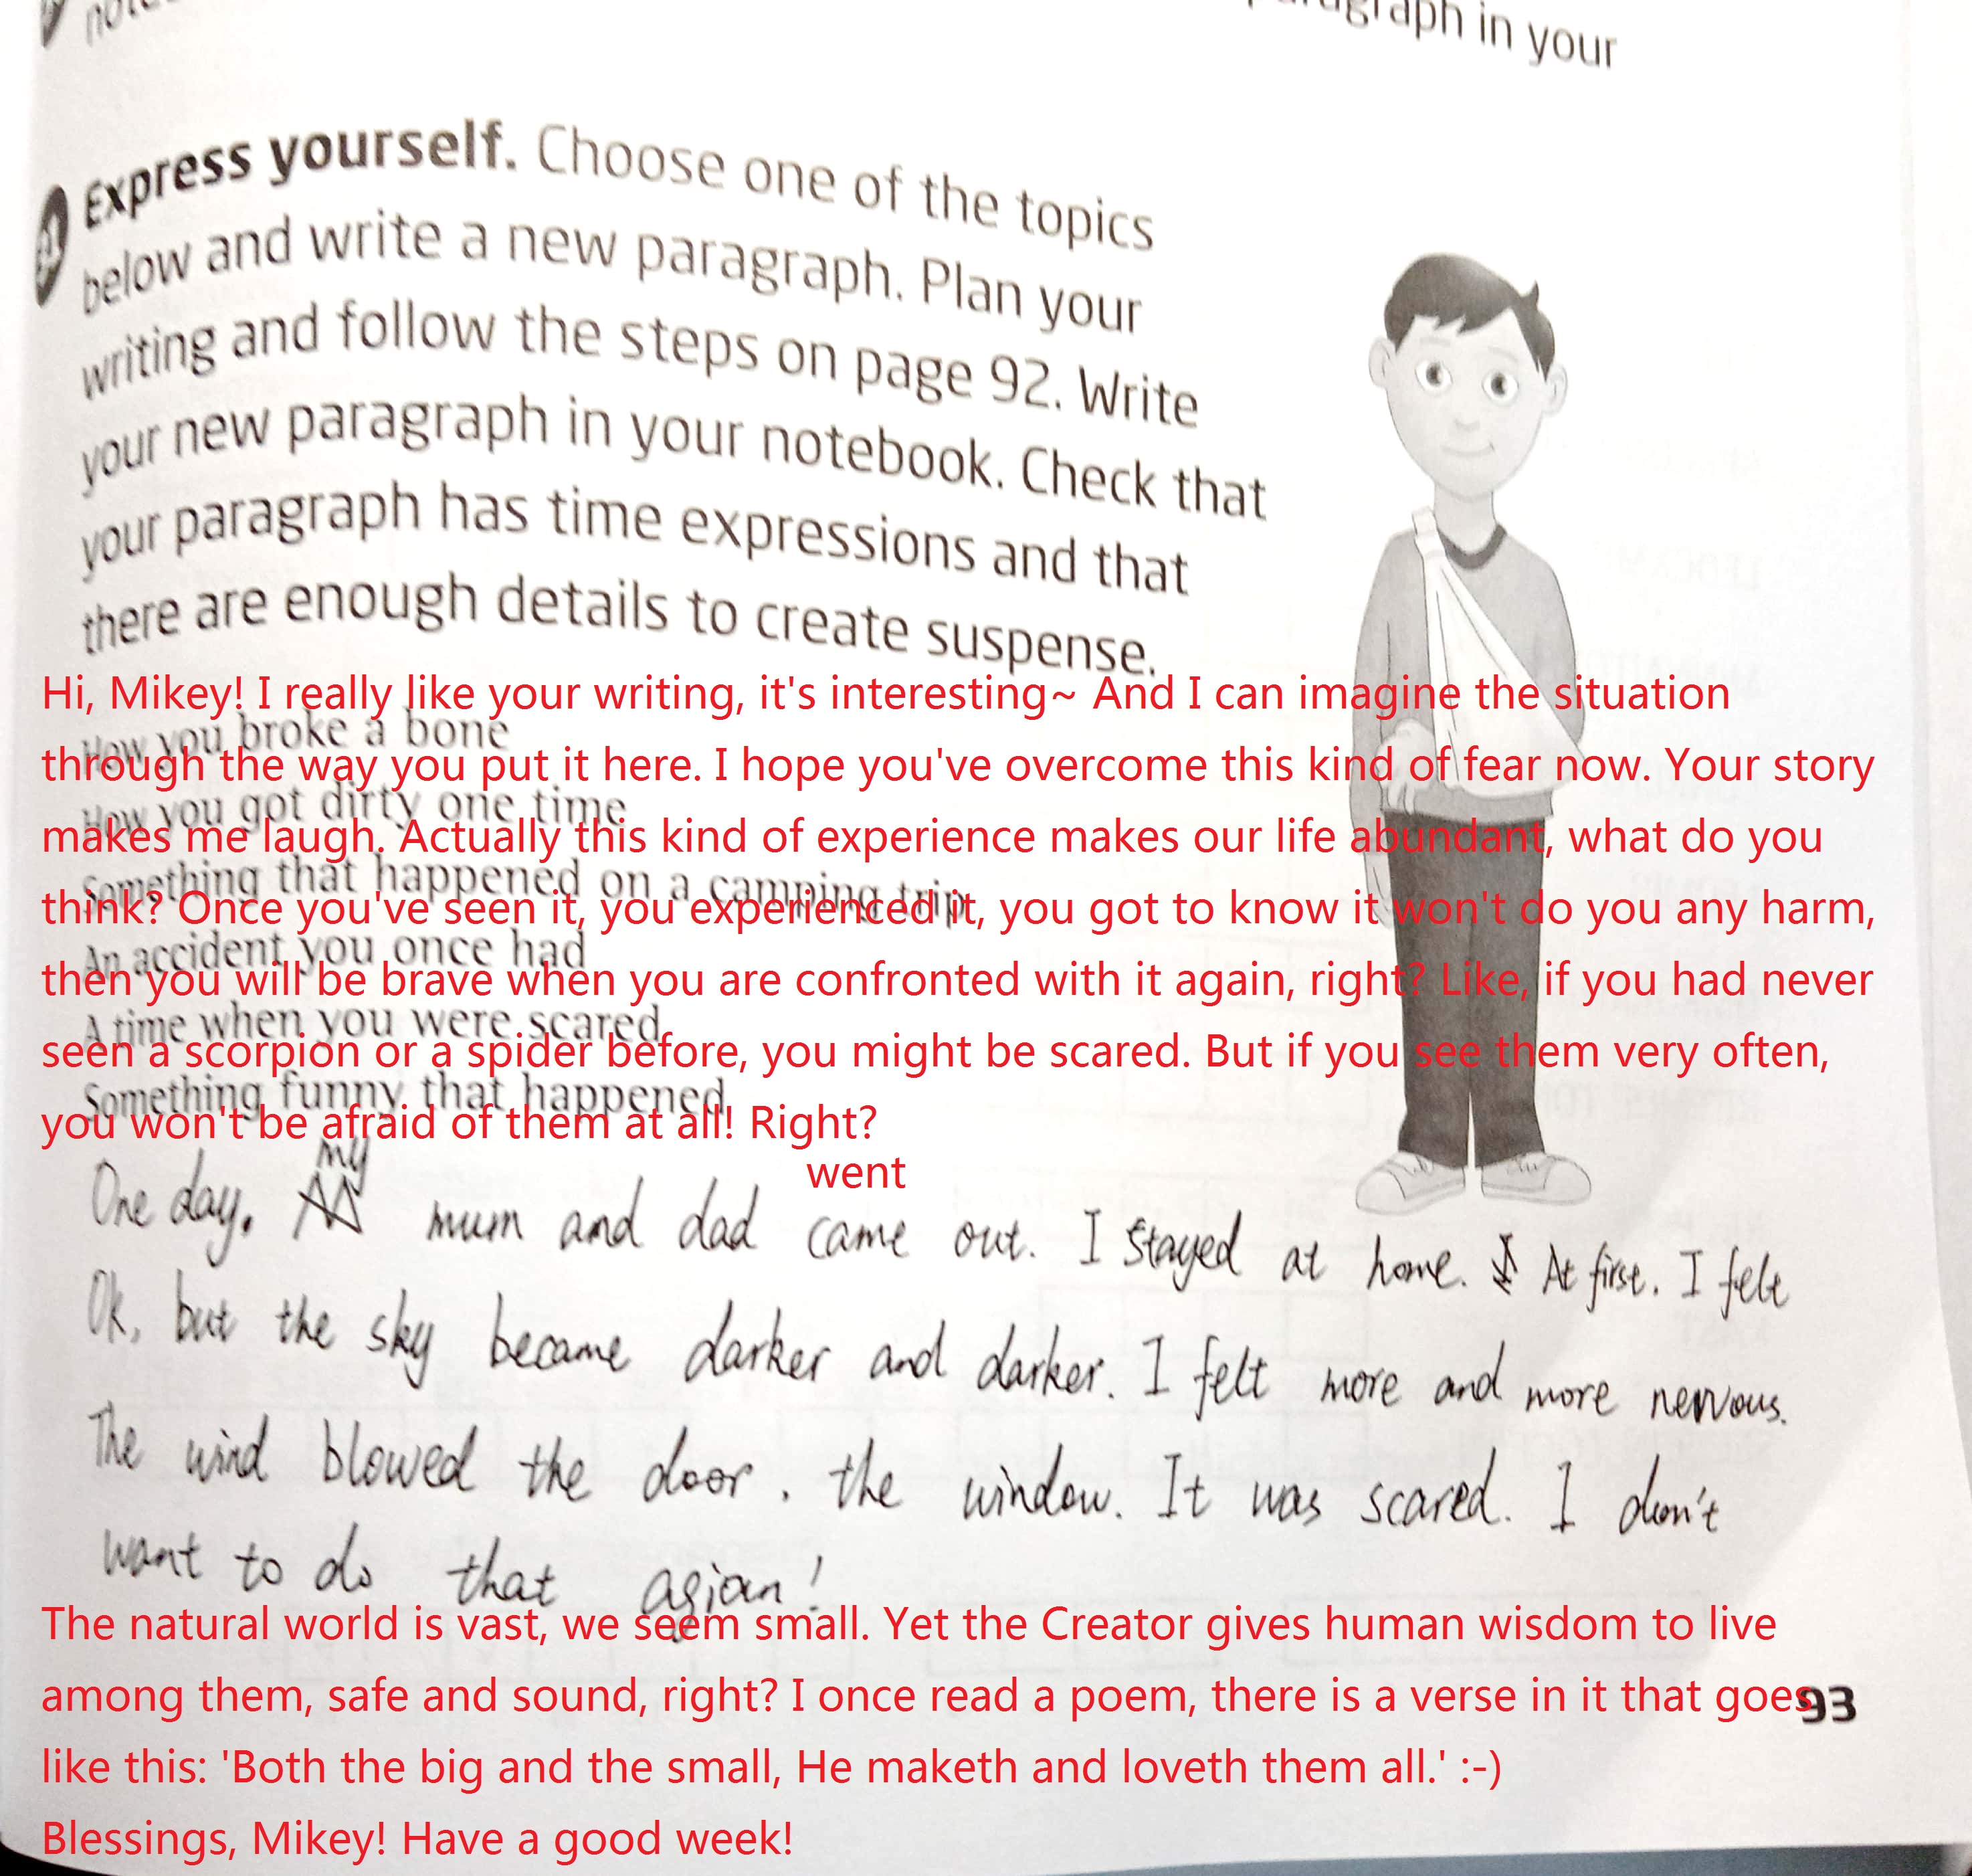 paragraph in your
Express yourself. Choose one of the topics
below and write a new paragraph. Plan your
writing and follow the steps on page 92. Write
your new paragraph in your notebook. Check that
your paragraph has time expressions and that
there are enough details to create suspense.
Hi, Mikey! I really like your writing, it's interesting~ And I can imagine the situation
How you broke a bone
through the way you put it here. I hope you've overcome this kind of fear now. Your story
How you got dirty one time
makes me laugh. Actually this kind of experience makes our life abundant, what do you
Something that happened on a camping trip
think? Once you've seen it, you experienced it, you got to know it won't do you any harm,
An accident you once had
then you will be brave when you are confronted with it again, right? Like, if you had never
A time when you were scared
seen a scorpion or a spider before, you might be scared. But if you see them very often,
Something funny that happened
you won't be afraid of them at all! Right?
my
went
One day, mum and dad came out. I stayed at home. At first. I felt
Ok, but the sky became darker and darker. I felt more and more nervous.
The wind blowed the door, the window. It was scared. I don't
want to do that agian!
The natural world is vast, we seem small. Yet the Creator gives human wisdom to live
among them, safe and sound, right? I once read a poem, there is a verse in it that goes
93
like this: 'Both the big and the small, He maketh and loveth them all.' :-)
Blessings, Mikey! Have a good week!